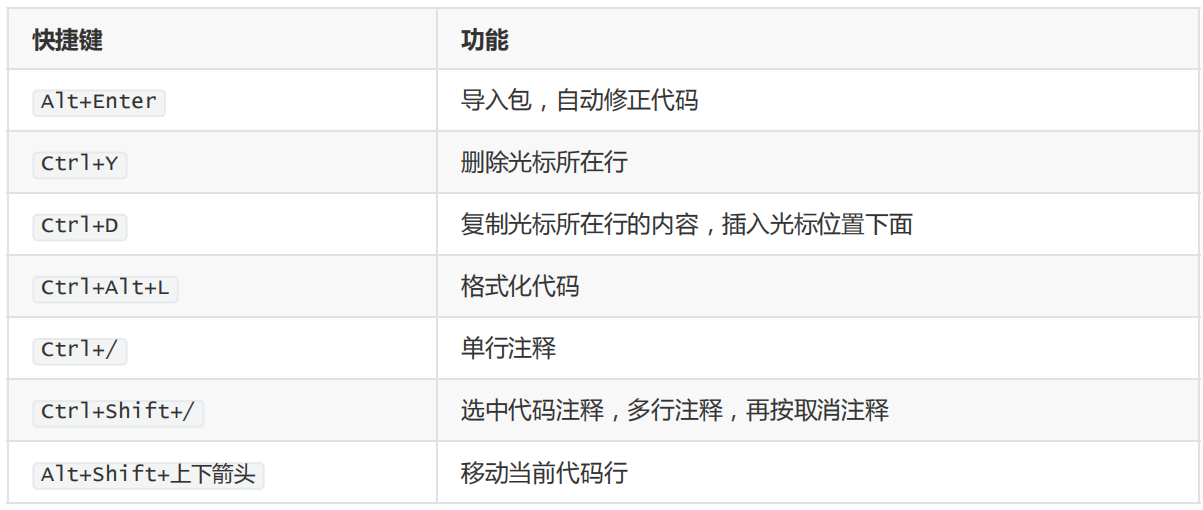 快捷键 功能
Alt+Enter 导入包，自动修正代码
Ctrl+Y 删除光标所在行
Ctrl+D 复制光标所在行的内容，插入光标位置下面
Ctrl+Alt+L 格式化代码
Ctrl+/ 单行注释
Ctrl+Shift+/ 选中代码注释，多行注释，再按取消注释
Alt+Shift+上下箭头 移动当前代码行